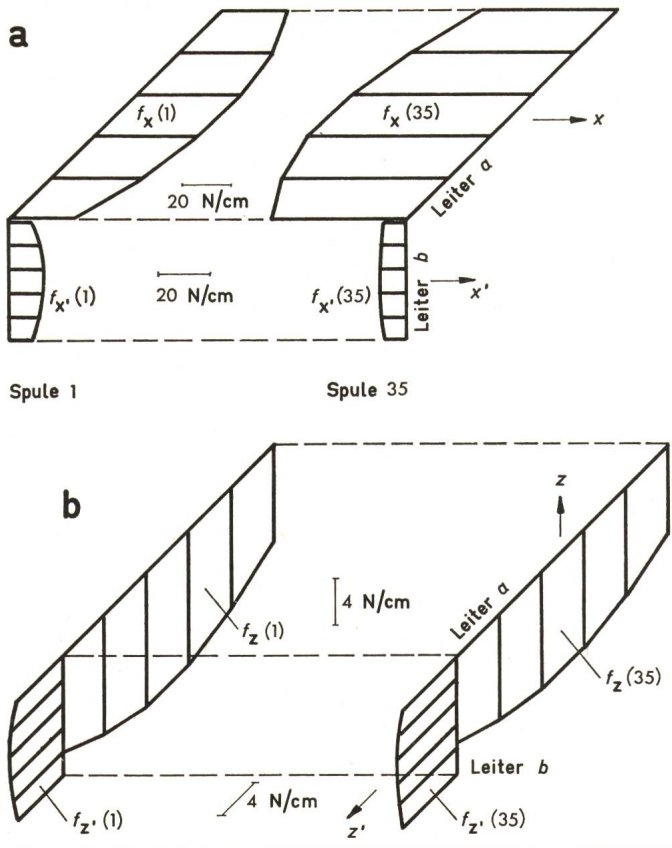 a
f_x (1)
f_x (35)
x
20 N/cm
Leiter a
20 N/cm
f_x' (1)
f_x' (35)
Leiter b
x'
Spule 1
Spule 35
b
z
4 N/cm
Leiter a
f_z (1)
f_z (35)
Leiter b
4 N/cm
z'
f_z' (1)
f_z' (35)